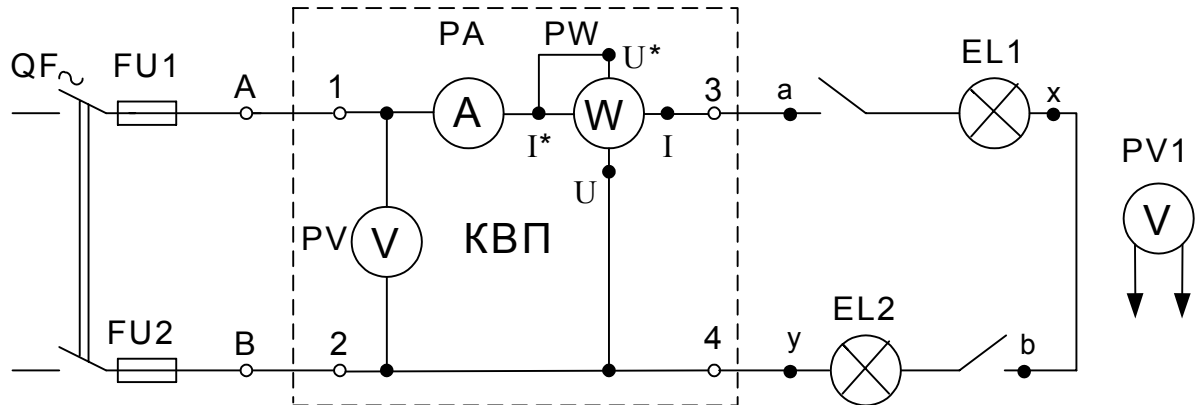 PA PW
QF~ FU1 A 1 U* 3 a EL1 x
A W
I* I
U
PV1
V
PV V КВП
EL2
FU2 B 2 4 y b